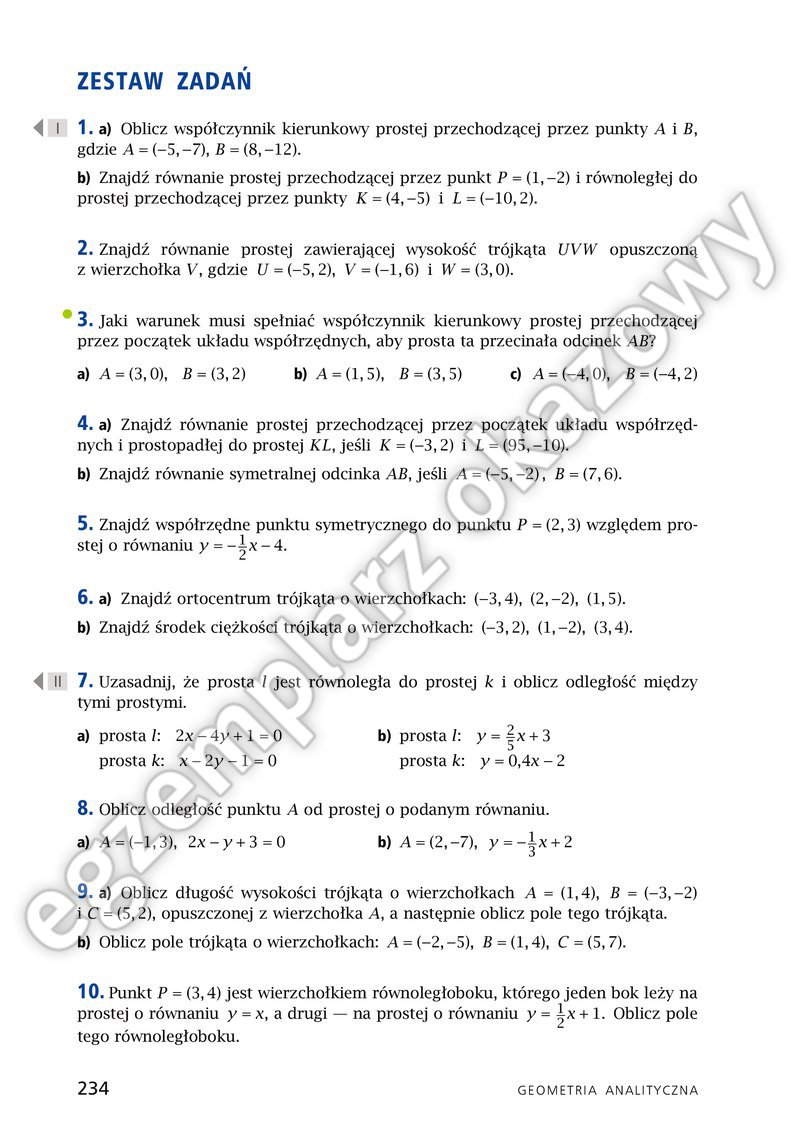 ZESTAW ZADAŃ
I 1. a) Oblicz współczynnik kierunkowy prostej przechodzącej przez punkty A i B,
gdzie A = (−5, −7), B = (8, −12).
b) Znajdź równanie prostej przechodzącej przez punkt P = (1, −2) i równoległej do
prostej przechodzącej przez punkty K = (4, −5) i L = (−10, 2).
2. Znajdź równanie prostej zawierającej wysokość trójkąta UVW opuszczoną
z wierzchołka V, gdzie U = (−5, 2), V = (−1, 6) i W = (3, 0).
3. Jaki warunek musi spełniać współczynnik kierunkowy prostej przechodzącej
przez początek układu współrzędnych, aby prosta ta przecinała odcinek AB?
a) A = (3, 0), B = (3, 2) b) A = (1, 5), B = (3, 5) c) A = (−4, 0), B = (−4, 2)
4. a) Znajdź równanie prostej przechodzącej przez początek układu współrzęd-
nych i prostopadłej do prostej KL, jeśli K = (−3, 2) i L = (95, −10).
b) Znajdź równanie symetralnej odcinka AB, jeśli A = (−5, −2), B = (7, 6).
5. Znajdź współrzędne punktu symetrycznego do punktu P = (2, 3) względem pro-
stej o równaniu y = −1/2x − 4.
6. a) Znajdź ortocentrum trójkąta o wierzchołkach: (−3, 4), (2, −2), (1, 5).
b) Znajdź środek ciężkości trójkąta o wierzchołkach: (−3, 2), (1, −2), (3, 4).
II 7. Uzasadnij, że prosta l jest równoległa do prostej k i oblicz odległość między
tymi prostymi.
a) prosta l: 2x − 4y + 1 = 0 b) prosta l: y = 2/5x + 3
prosta k: x − 2y − 1 = 0 prosta k: y = 0,4x − 2
8. Oblicz odległość punktu A od prostej o podanym równaniu.
a) A = (−1, 3), 2x − y + 3 = 0 b) A = (2, −7), y = −1/3x + 2
9. a) Oblicz długość wysokości trójkąta o wierzchołkach A = (1, 4), B = (−3, −2)
i C = (5, 2), opuszczonej z wierzchołka A, a następnie oblicz pole tego trójkąta.
b) Oblicz pole trójkąta o wierzchołkach: A = (−2, −5), B = (1, 4), C = (5, 7).
10. Punkt P = (3, 4) jest wierzchołkiem równoległoboku, którego jeden bok leży na
prostej o równaniu y = x, a drugi — na prostej o równaniu y = 1/2x + 1. Oblicz pole
tego równoległoboku.
234 GEOMETRIA ANALITYCZNA
egzemplarz okazowy